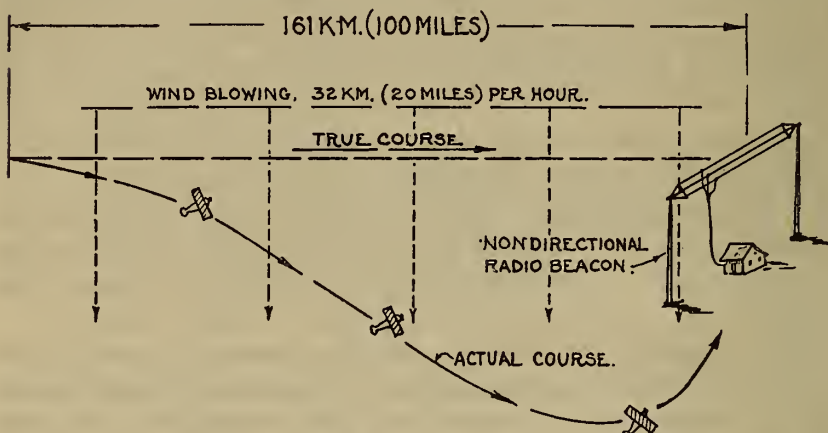 161 KM. (100 MILES)
WIND BLOWING, 32 KM. (20 MILES) PER HOUR.
TRUE COURSE
NONDIRECTIONAL
RADIO BEACON.
ACTUAL COURSE.